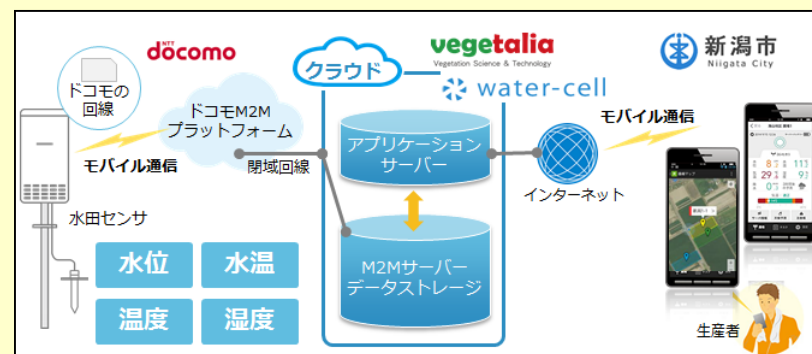 NTT
döcomo
vegetalia
Vegetation Science & Technology
water-cell
新潟市
Niigata City
ドコモの
回線
クラウド
ドコモM2M
プラットフォーム
モバイル通信
閉域回線
アプリケーション
サーバー
モバイル通信
インターネット
水田センサ
水位
水温
温度
湿度
M2Mサーバー
データストレージ
生産者